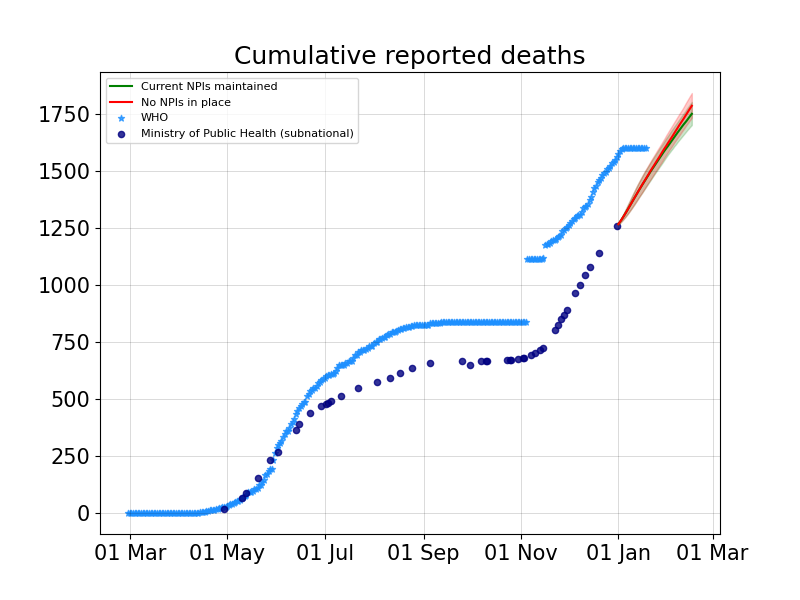 Cumulative reported deaths
Current NPIs maintained
No NPIs in place
WHO
Ministry of Public Health (subnational)
1750
1500
1250
1000
750
500
250
0
01 Mar 01 May 01 Jul 01 Sep 01 Nov 01 Jan 01 Mar